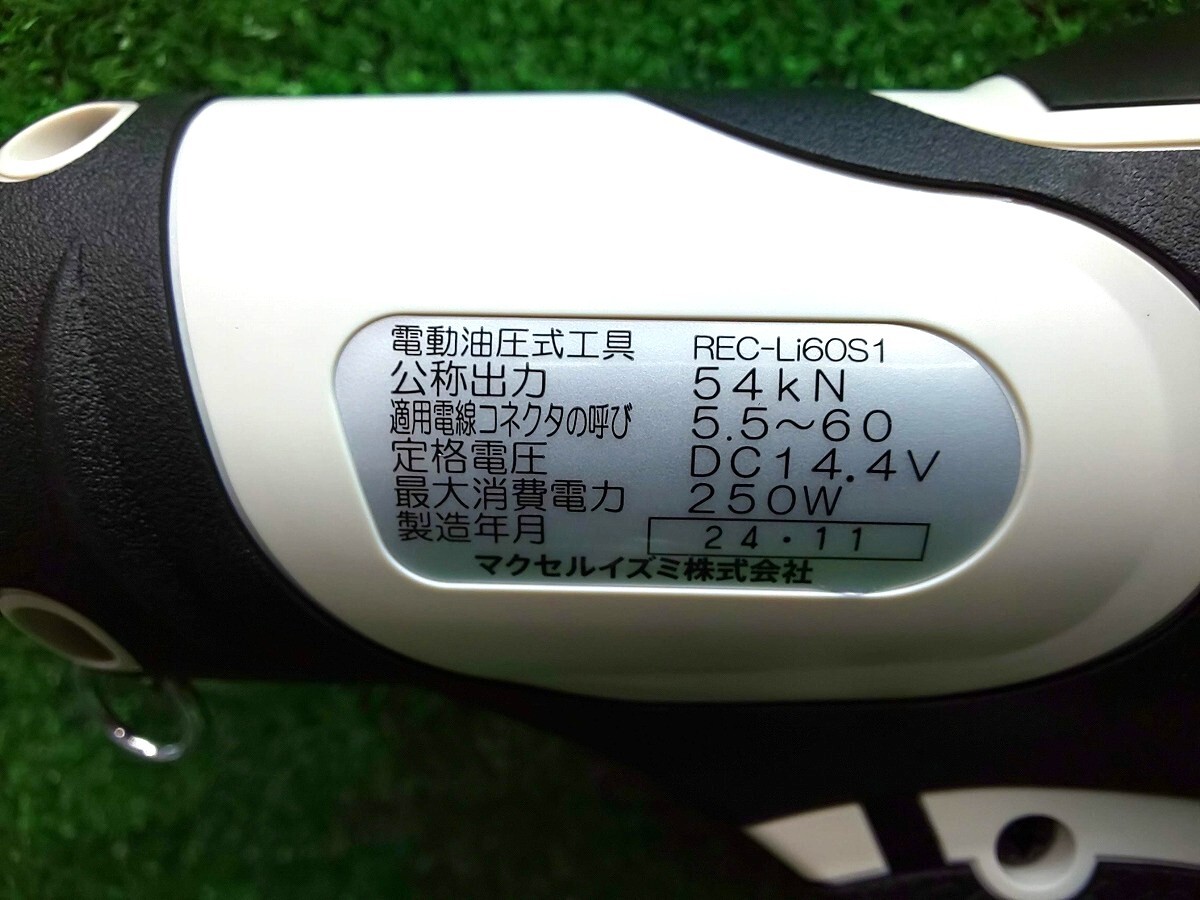 電動油圧式工具 REC-Li60S1
公称出力 54kN
適用電線コネクタの呼び 5.5～60
定格電圧 DC14.4V
最大消費電力 250W
製造年月 24・11
マクセルイズミ株式会社